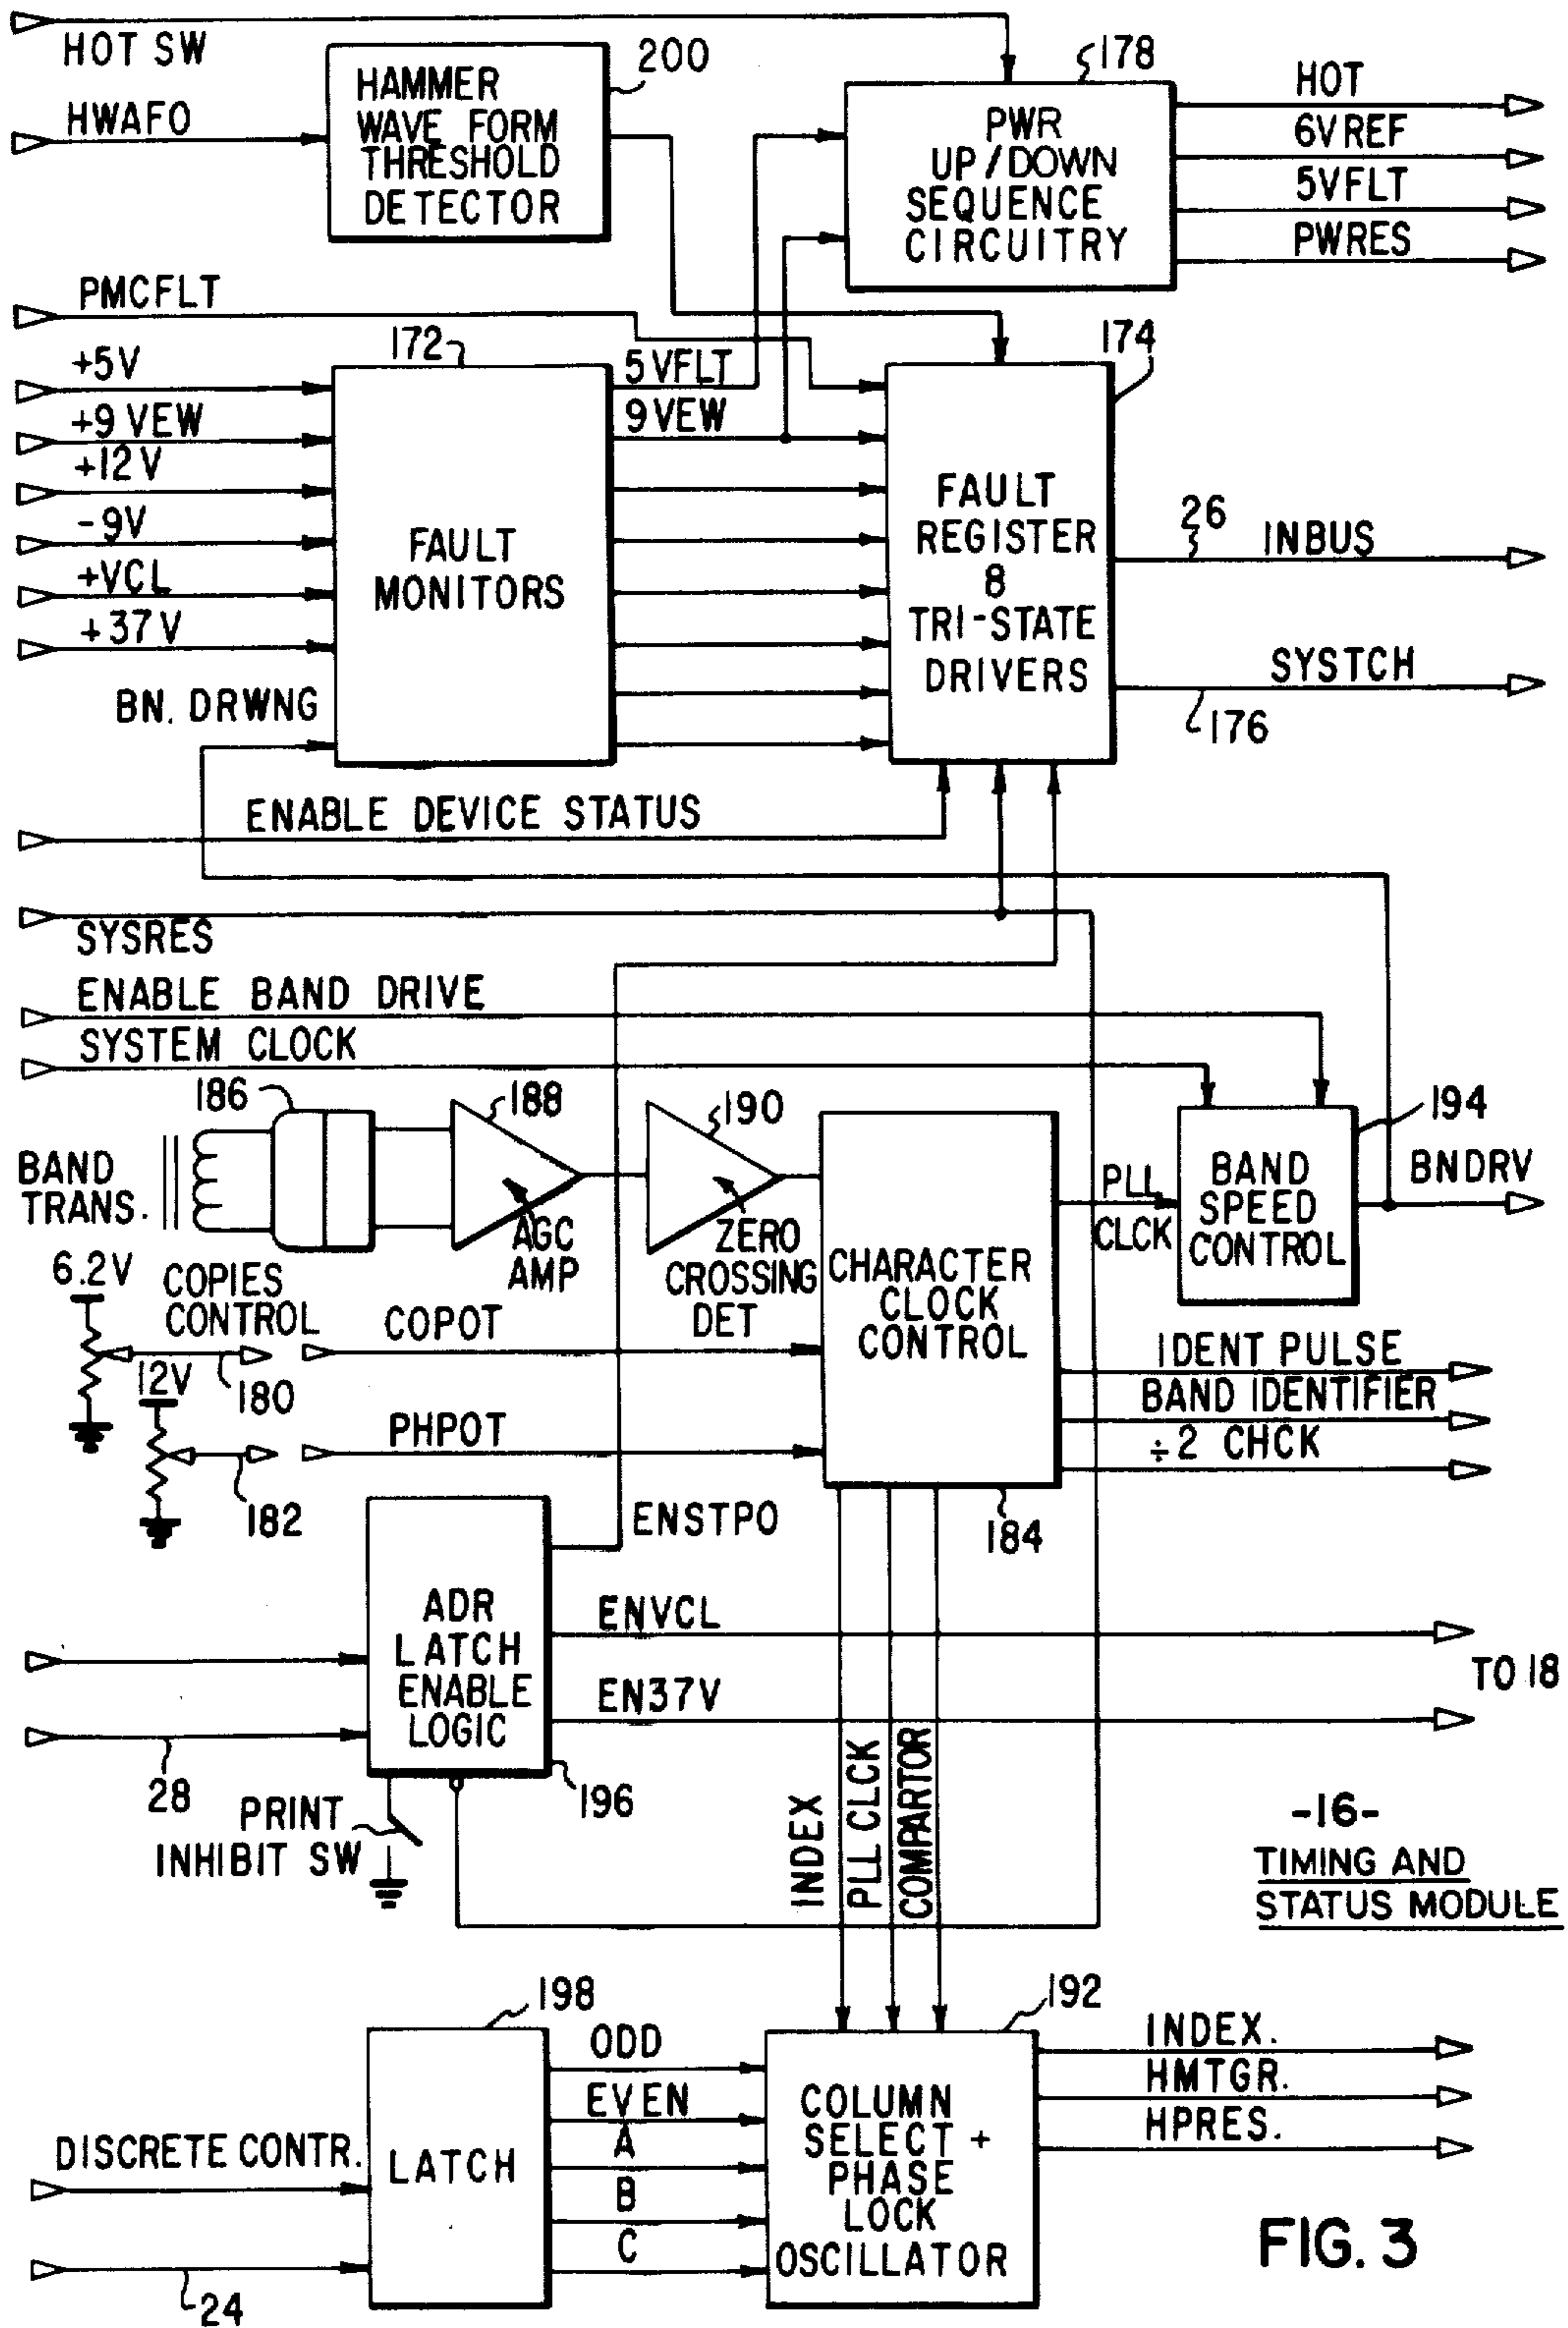 HOT SW
HAMMER
WAVE FORM
THRESHOLD
DETECTOR
200
HWAFO
178
PWR
UP/DOWN
SEQUENCE
CIRCUITRY
HOT
6VREF
5VFLT
PWRES
PMCFLT
172
+5V
+9 VEW
+12V
-9V
+VCL
+37V
BN. DRWNG
FAULT
MONITORS
5VFLT
9VEW
174
FAULT
REGISTER
8
TRI-STATE
DRIVERS
26
INBUS
SYSTCH
176
ENABLE DEVICE STATUS
SYSRES
ENABLE BAND DRIVE
SYSTEM CLOCK
186
188
190
194
BAND
TRANS.
AGC
AMP
ZERO
CROSSING
DET
CHARACTER
CLOCK
CONTROL
PLL
CLCK
BAND
SPEED
CONTROL
BNDRV
6.2V
COPIES
CONTROL
COPOT
180
12V
PHPOT
182
IDENT PULSE
BAND IDENTIFIER
÷2 CHCK
184
ENSTPO
ADR
LATCH
ENABLE
LOGIC
ENVCL
EN37V
TO 18
28
196
PRINT
INHIBIT SW
INDEX
PLL CLCK
COMPARTOR
-16-
TIMING AND
STATUS MODULE
198
192
ODD
EVEN
A
B
C
DISCRETE CONTR.
LATCH
COLUMN
SELECT +
PHASE
LOCK
OSCILLATOR
INDEX.
HMTGR.
HPRES.
24
FIG. 3